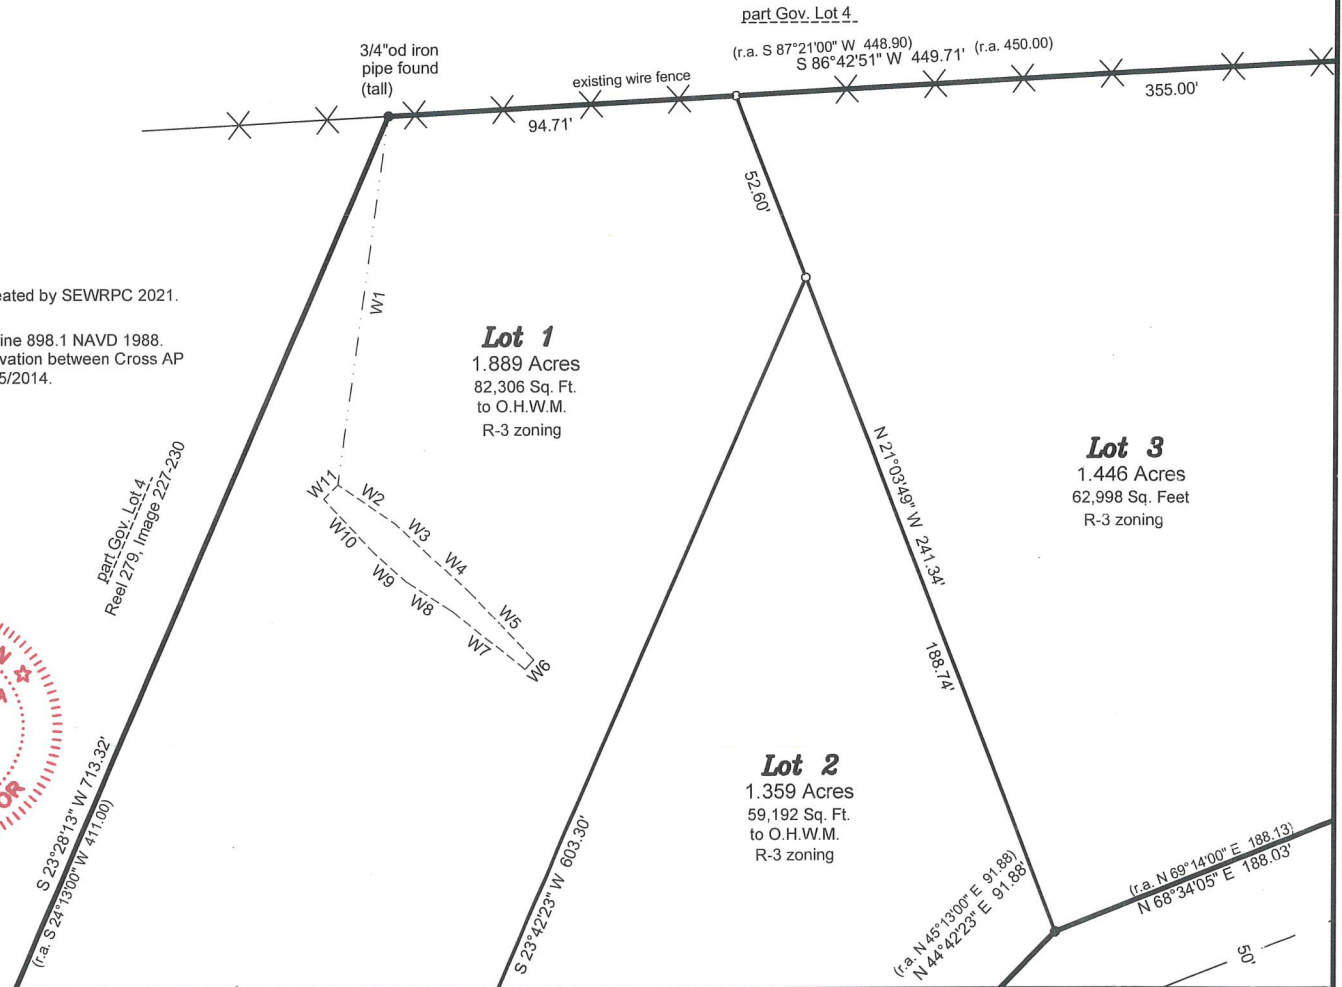 part Gov. Lot 4
3/4"od iron
pipe found
(tall)
existing wire fence
(r.a. S 87°21'00" W 448.90)
(r.a. 450.00)
S 86°42'51" W 449.71'
94.71'
355.00'
52.60'
eated by SEWRPC 2021.
ine 898.1 NAVD 1988.
vation between Cross AP
5/2014.
W1
Lot 1
1.889 Acres
82,306 Sq. Ft.
to O.H.W.M.
R-3 zoning
Lot 3
1.446 Acres
62,998 Sq. Feet
R-3 zoning
N 21°03'49" W 241.34'
188.74'
part Gov. Lot 4
Reel 279, Image 227-230
W11
W2
W3
W4
W5
W6
W7
W8
W9
W10
Lot 2
1.359 Acres
59,192 Sq. Ft.
to O.H.W.M.
R-3 zoning
S 23°28'13" W 713.32'
(r.a. S 24°13'00" W 411.00)
S 23°42'23" W 603.30'
(r.a. N 45°13'00" E 91.88)
N 44°42'23" E 91.88'
(r.a. N 69°14'00" E 188.13)
N 68°34'05" E 188.03'
50'
N
A
OR